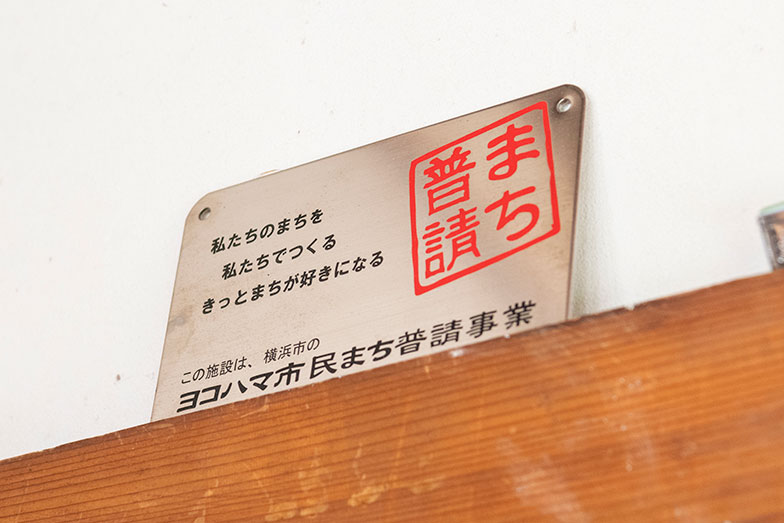 まち
普請
私たちのまちを
私たちでつくる
きっとまちが好きになる
この施設は、横浜市の
ヨコハマ市民まち普請事業